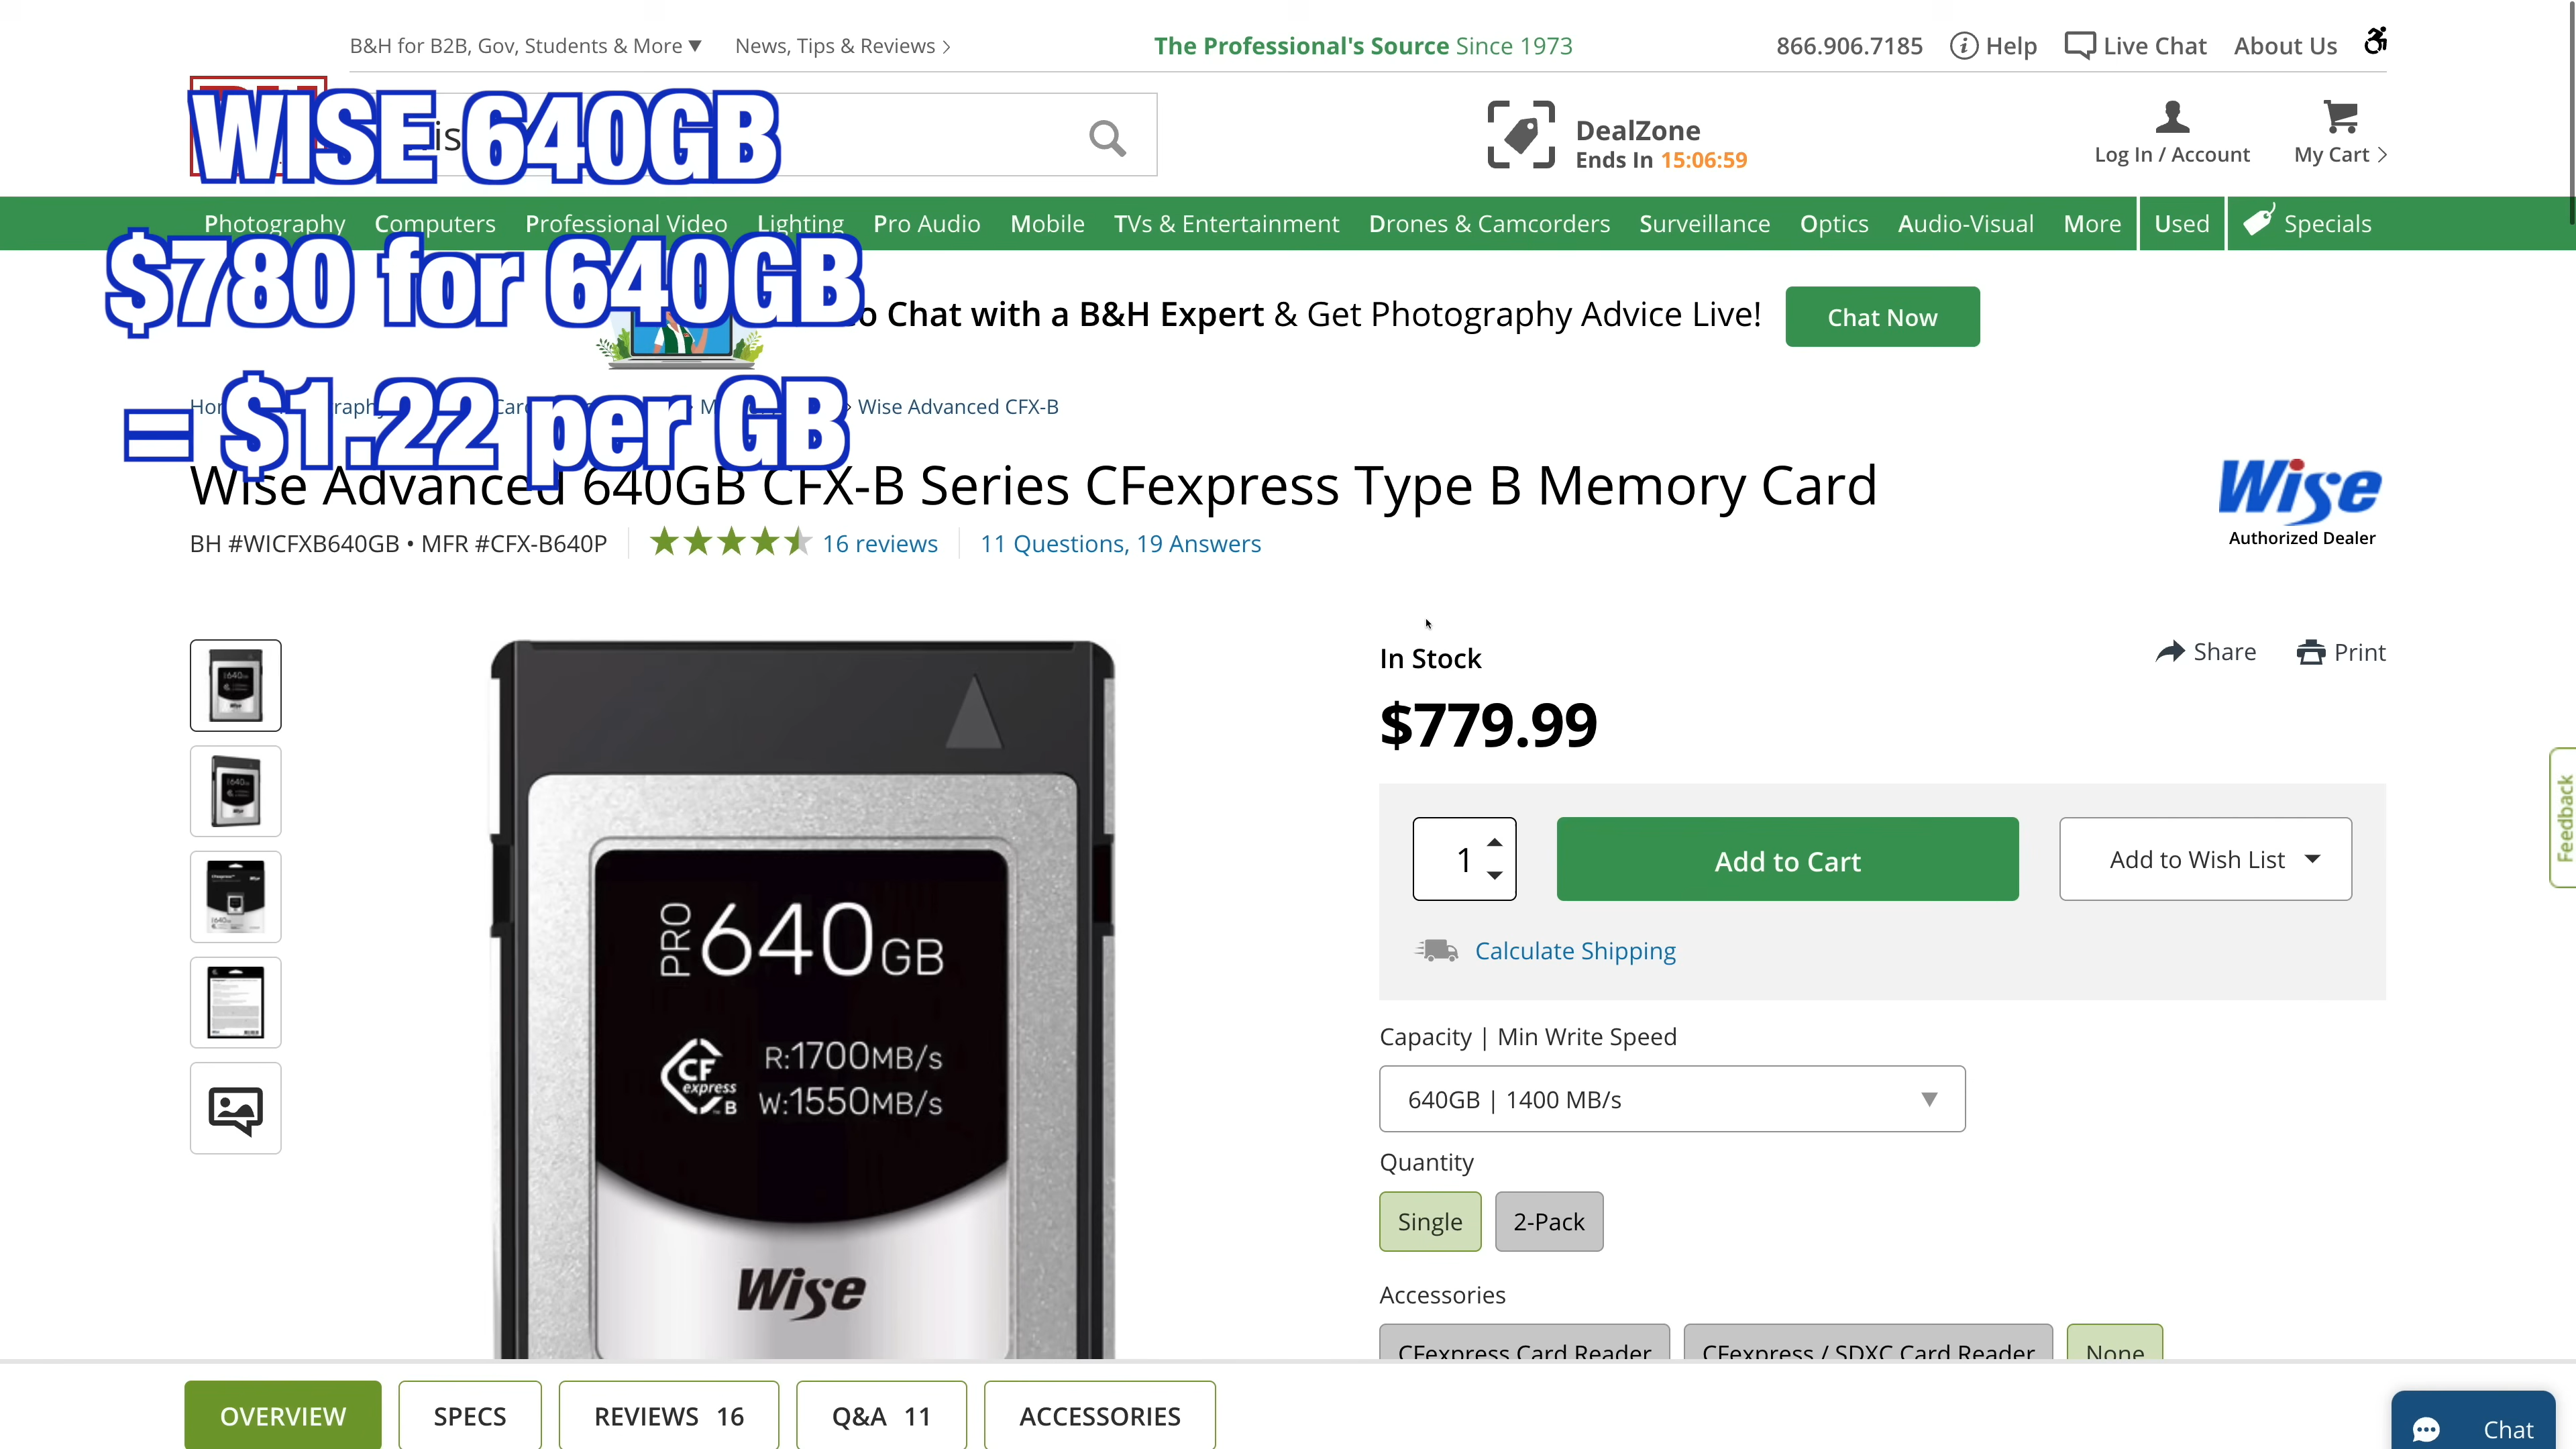 B&H for B2B, Gov, Students & More ▼ News, Tips & Reviews >
The Professional's Source Since 1973
866.906.7185 Help Live Chat About Us
WISE 640GB
DealZone
Ends In 15:06:59
Log In / Account
My Cart >
Photography Computers Professional Video Lighting Pro Audio Mobile TVs & Entertainment Drones & Camcorders Surveillance Optics Audio-Visual More Used Specials
$780 for 640GB
Chat with a B&H Expert & Get Photography Advice Live!
Chat Now
= $1.22 per GB
Wise Advanced CFX-B
Wise Advanced 640GB CFX-B Series CFexpress Type B Memory Card
Wise
Authorized Dealer
BH #WICFXB640GB • MFR #CFX-B640P 16 reviews 11 Questions, 19 Answers
In Stock
Share Print
$779.99
1
Add to Cart
Add to Wish List
Calculate Shipping
Feedback
PRO 640GB
CF express B
R:1700MB/s
W:1550MB/s
Wise
Capacity | Min Write Speed
640GB | 1400 MB/s
Quantity
Single 2-Pack
Accessories
CFexpress Card Reader CFexpress / SDXC Card Reader None
OVERVIEW SPECS REVIEWS 16 Q&A 11 ACCESSORIES
Chat